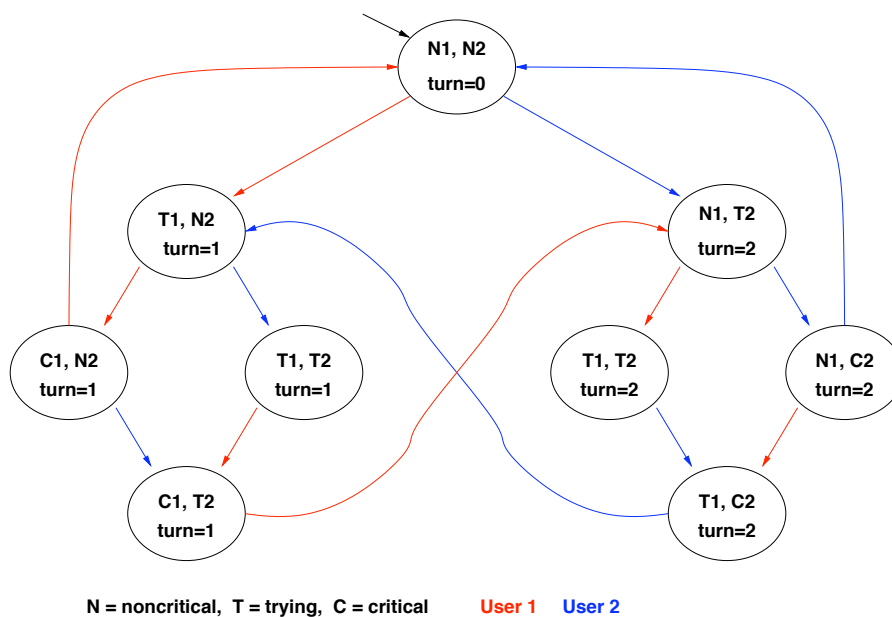 N1, N2
turn=0
T1, N2
turn=1
N1, T2
turn=2
C1, N2
turn=1
T1, T2
turn=1
T1, T2
turn=2
N1, C2
turn=2
C1, T2
turn=1
T1, C2
turn=2
N = noncritical, T = trying, C = critical User 1 User 2